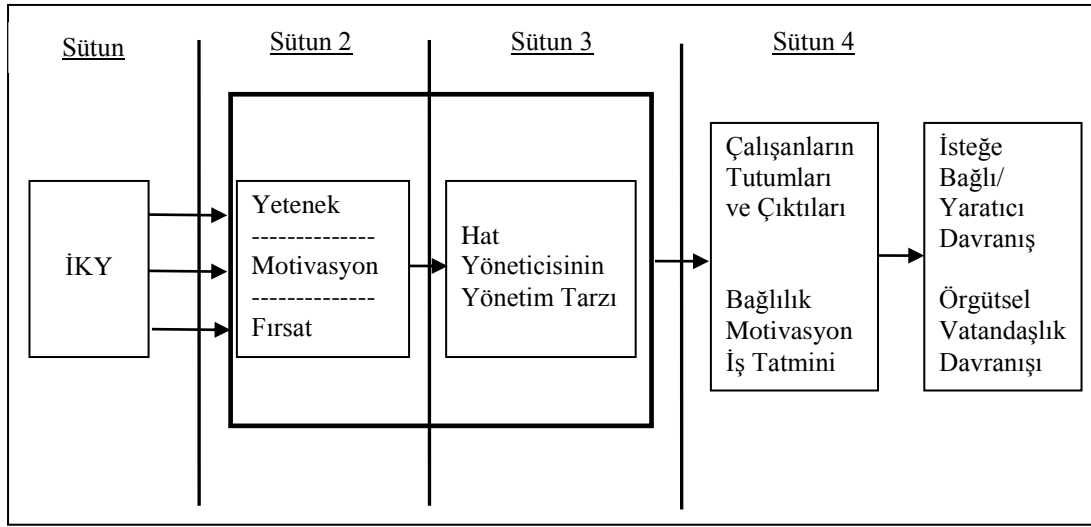 Sütun
Sütun 2
Sütun 3
Sütun 4
İKY
Yetenek
--------------
Motivasyon
--------------
Fırsat
Hat
Yöneticisinin
Yönetim Tarzı
Çalışanların
Tutumları
ve Çıktıları
Bağlılık
Motivasyon
İş Tatmini
İsteğe
Bağlı/
Yaratıcı
Davranış
Örgütsel
Vatandaşlık
Davranışı